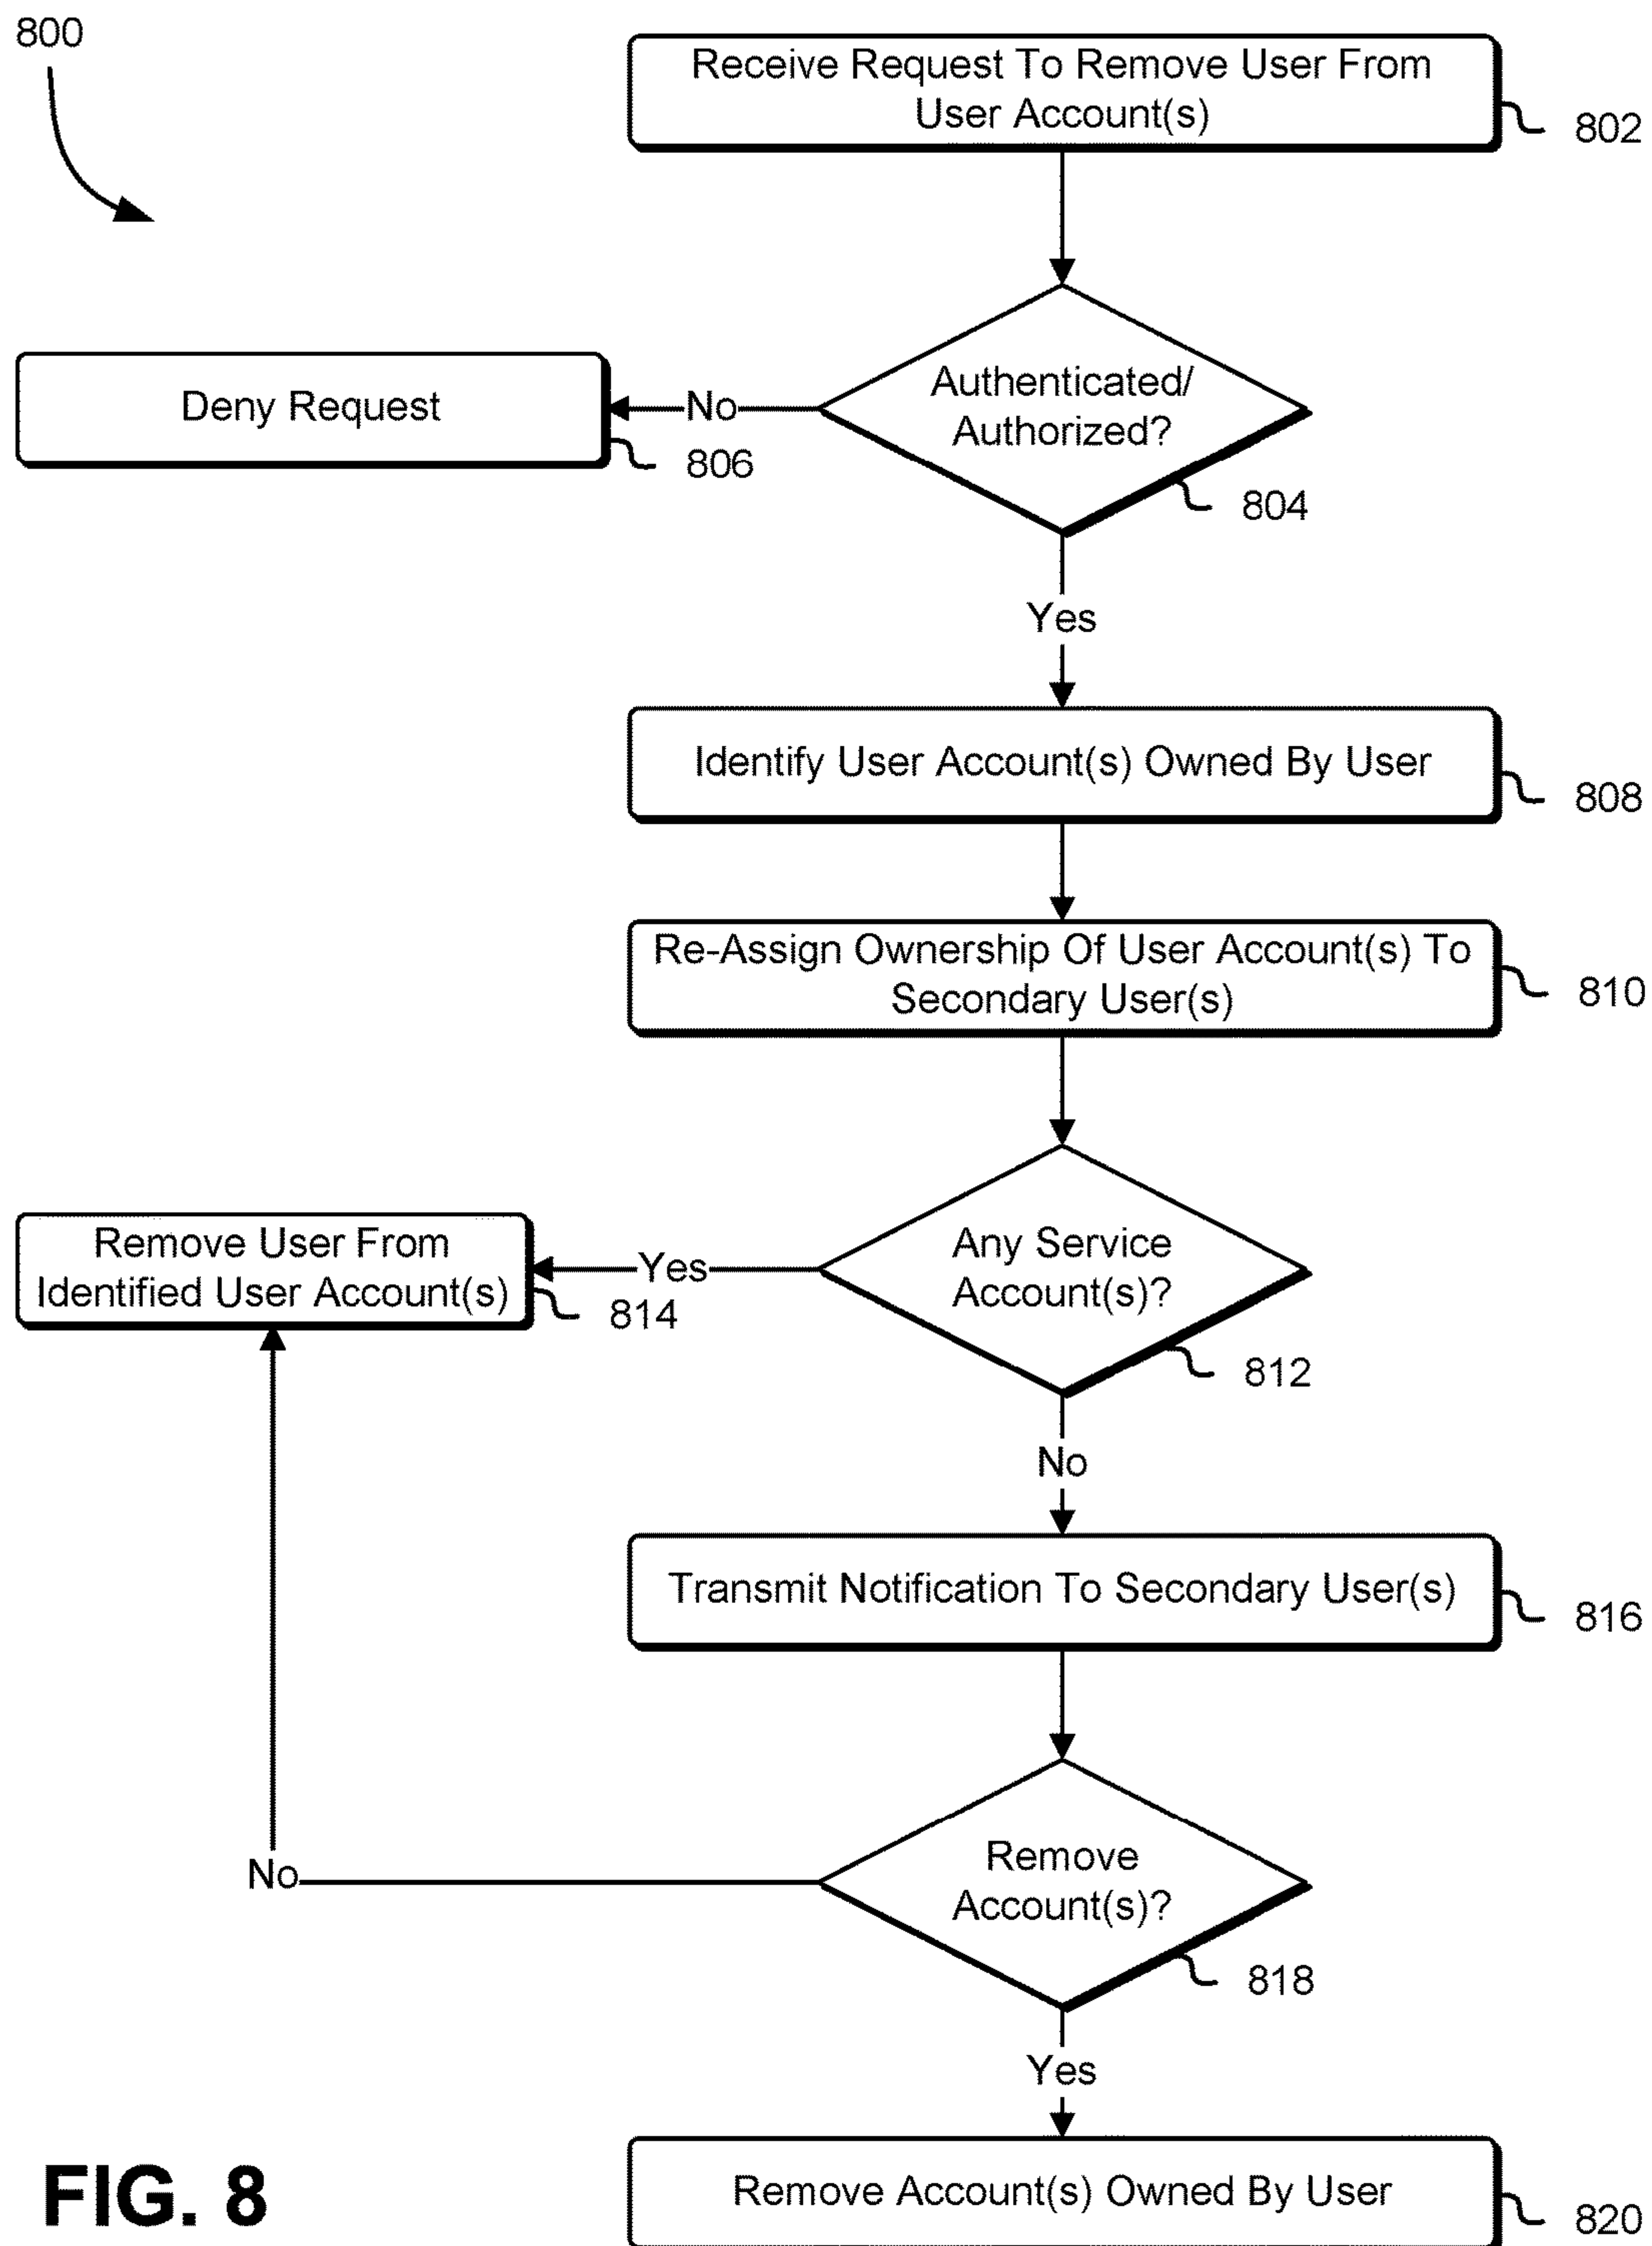 800
Receive Request To Remove User From
User Account(s)
802
Authenticated/
Authorized?
804
No
Deny Request
806
Yes
Identify User Account(s) Owned By User
808
Re-Assign Ownership Of User Account(s) To
Secondary User(s)
810
Any Service
Account(s)?
812
Yes
Remove User From
Identified User Account(s)
814
No
Transmit Notification To Secondary User(s)
816
Remove
Account(s)?
818
No
Yes
Remove Account(s) Owned By User
820
FIG. 8